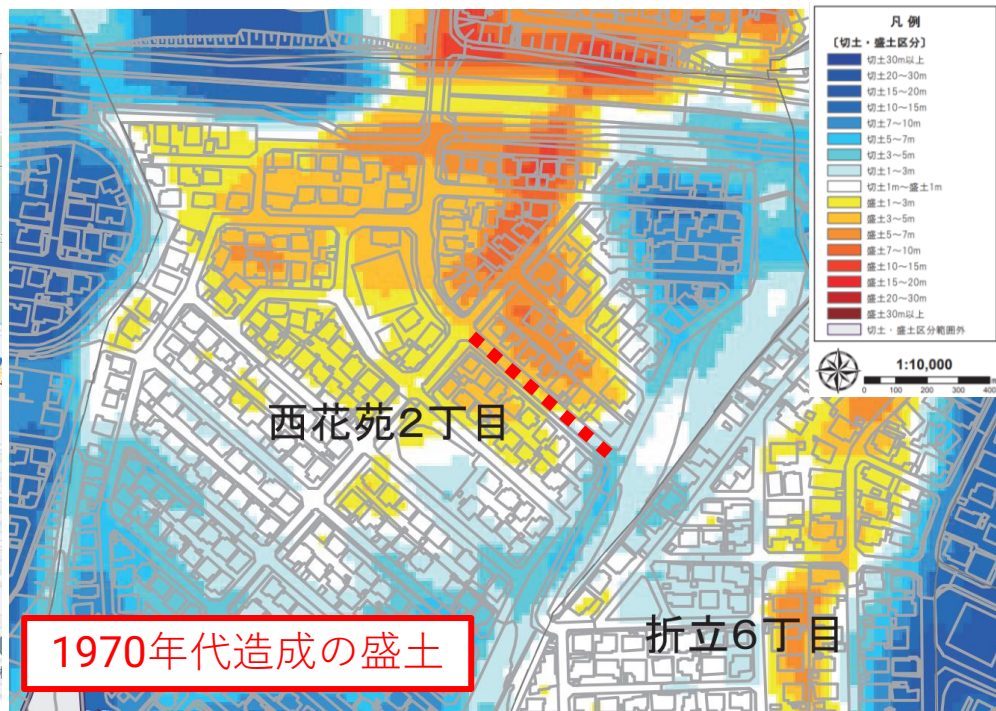 凡 例
〔切土・盛土区分〕
切土30m以上
切土20～30m
切土15～20m
切土10～15m
切土7～10m
切土5～7m
切土3～5m
切土1～3m
切土1m～盛土1m
盛土1～3m
盛土3～5m
盛土5～7m
盛土7～10m
盛土10～15m
盛土15～20m
盛土20～30m
盛土30m以上
切土・盛土区分範囲外
1:10,000
0 100 200 300 400
西花苑2丁目
折立6丁目
1970年代造成の盛土